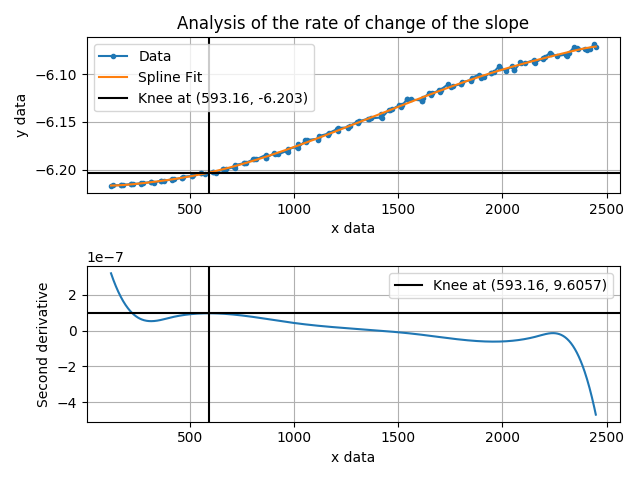 Analysis of the rate of change of the slope
Data
Spline Fit
Knee at (593.16, -6.203)
y data
−6.10
−6.15
−6.20
500 1000 1500 2000 2500
x data
1e−7
Knee at (593.16, 9.6057)
Second derivative
2
0
−2
−4
500 1000 1500 2000 2500
x data